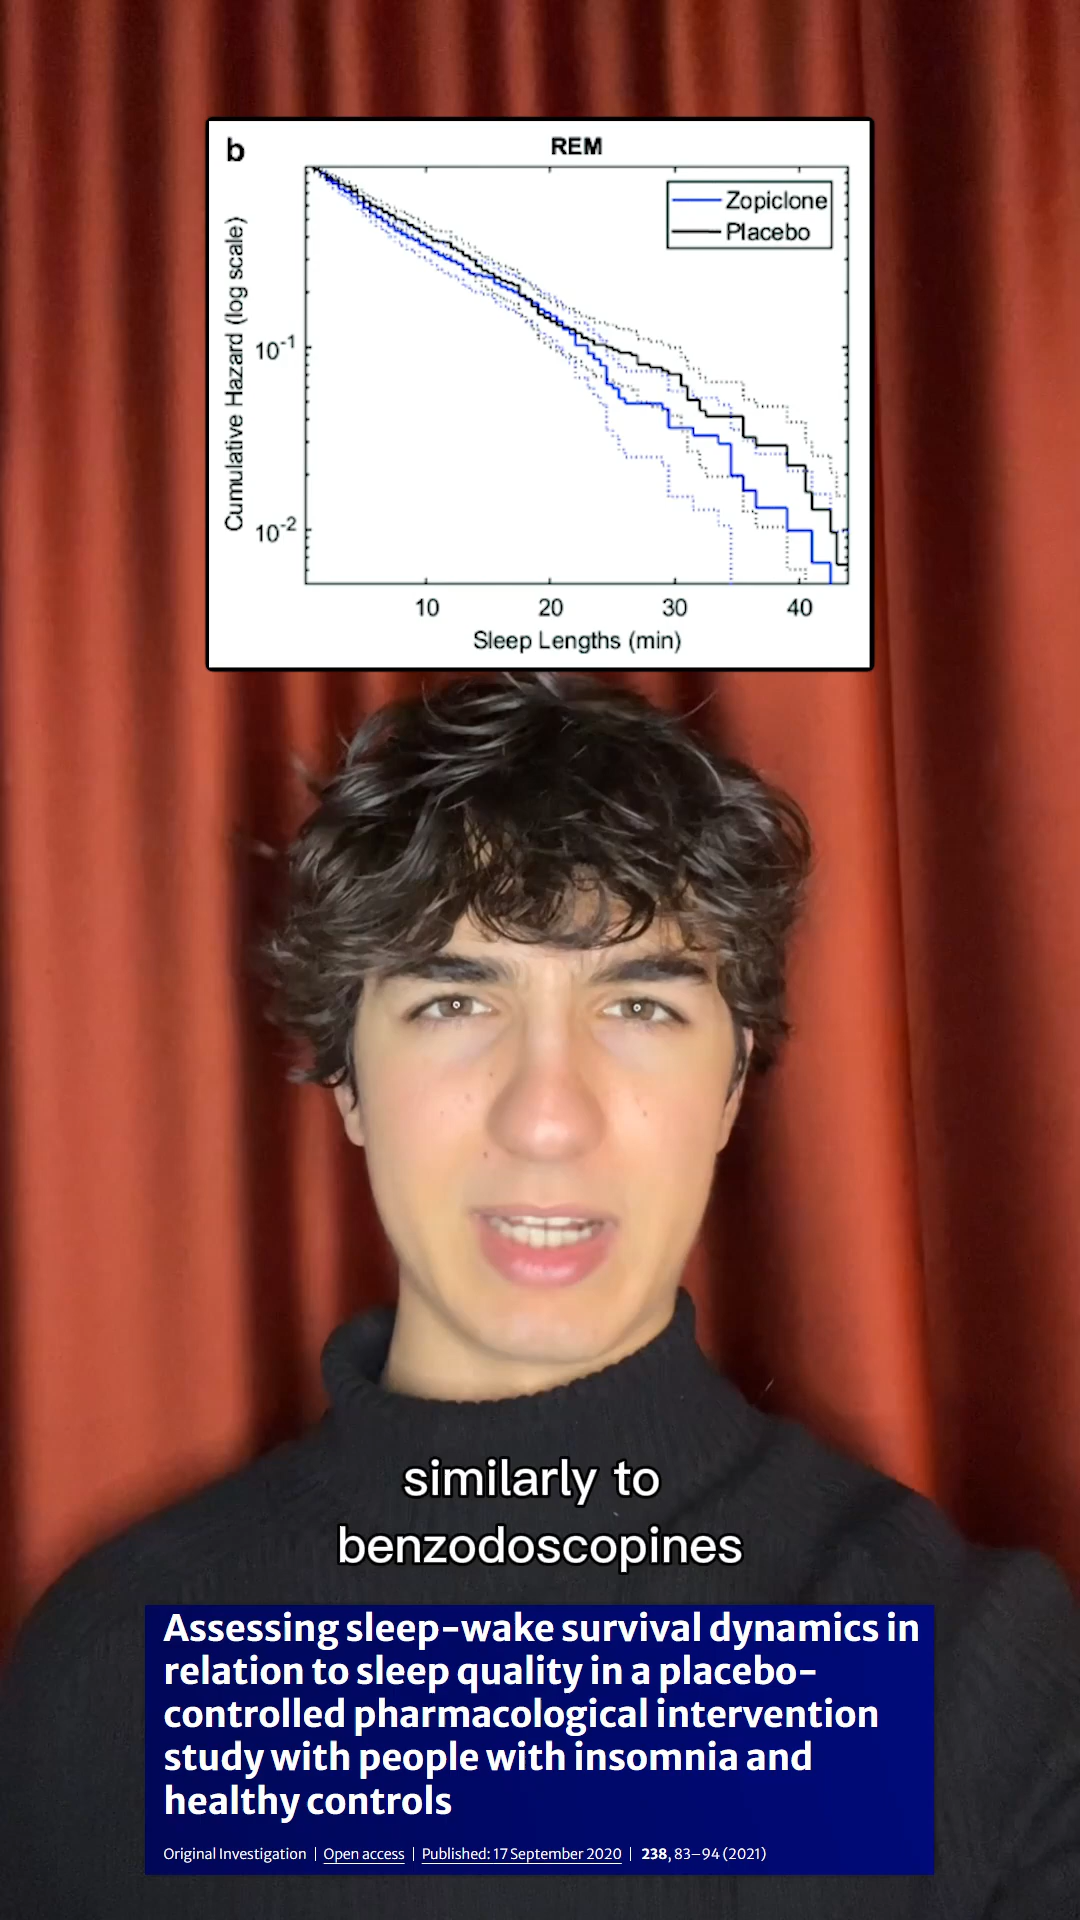 b
REM
Zopiclone
Placebo
Cumulative Hazard (log scale)
10-1
10-2
10 20 30 40
Sleep Lengths (min)
similarly to
benzodoscopines
Assessing sleep-wake survival dynamics in
relation to sleep quality in a placebo-
controlled pharmacological intervention
study with people with insomnia and
healthy controls
Original Investigation | Open access | Published: 17 September 2020 | 238, 83–94 (2021)